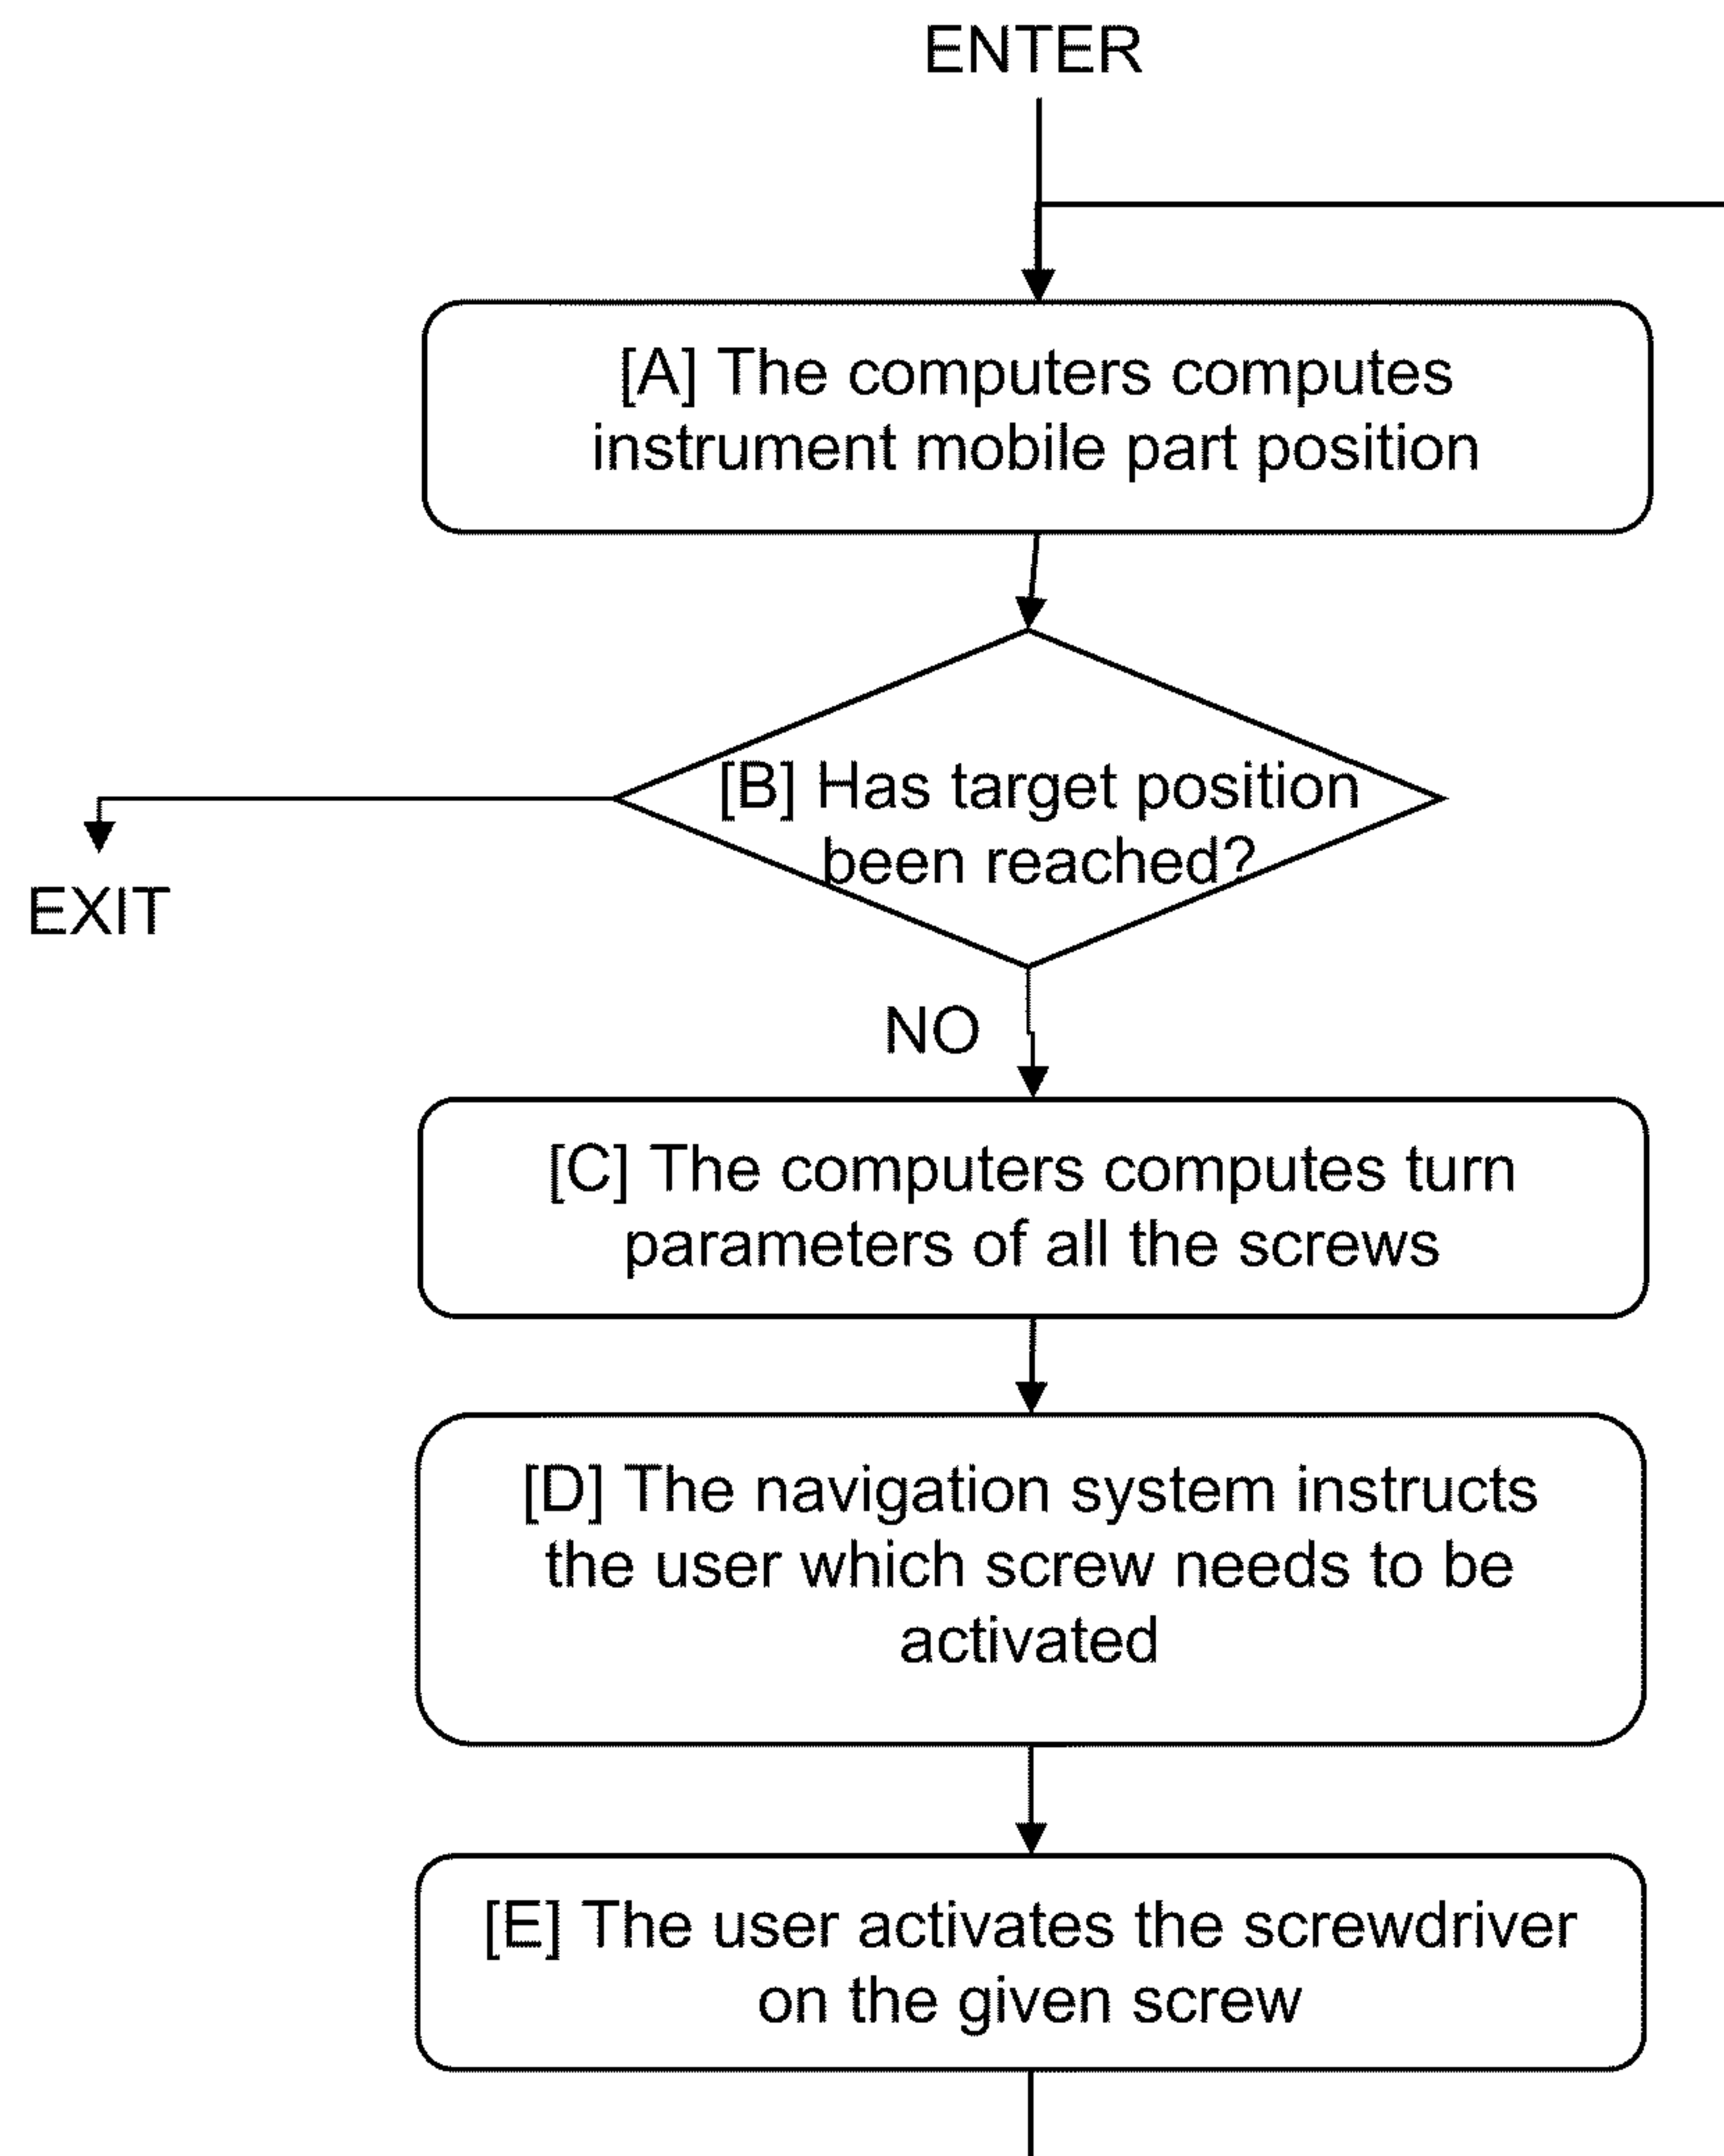 ENTER
[A] The computers computes
instrument mobile part position
[B] Has target position
been reached?
EXIT
NO
[C] The computers computes turn
parameters of all the screws
[D] The navigation system instructs
the user which screw needs to be
activated
[E] The user activates the screwdriver
on the given screw